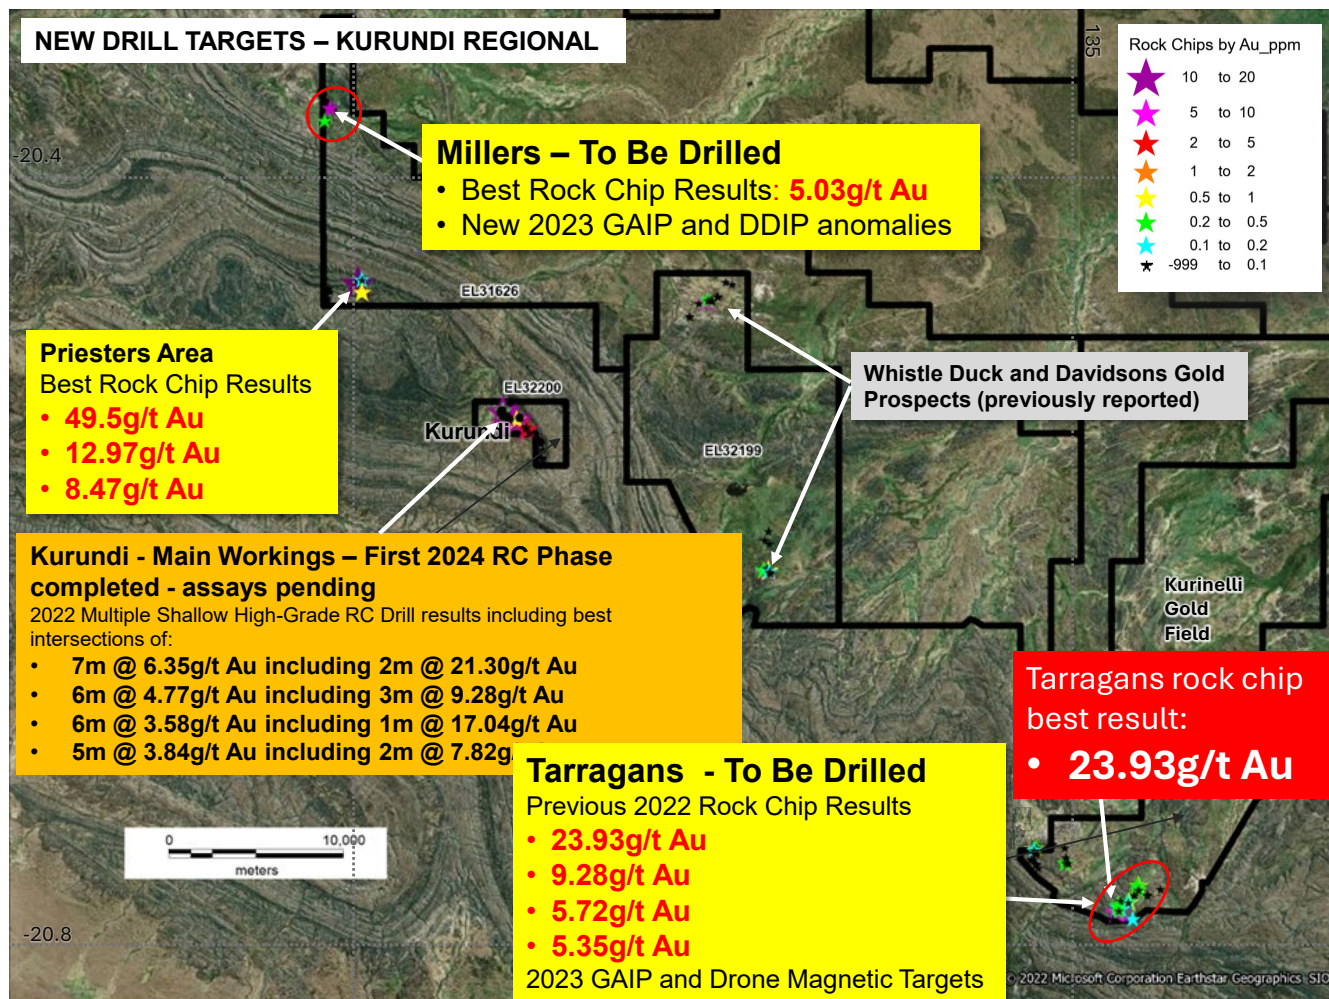 NEW DRILL TARGETS – KURUNDI REGIONAL
135
Rock Chips by Au_ppm
10 to 20
5 to 10
2 to 5
1 to 2
0.5 to 1
0.2 to 0.5
0.1 to 0.2
-999 to 0.1
-20.4
Millers – To Be Drilled
• Best Rock Chip Results: 5.03g/t Au
• New 2023 GAIP and DDIP anomalies
EL31626
Priesters Area
Best Rock Chip Results
• 49.5g/t Au
• 12.97g/t Au
• 8.47g/t Au
Whistle Duck and Davidsons Gold
Prospects (previously reported)
EL32200
Kurundi
EL32199
Kurundi - Main Workings – First 2024 RC Phase
completed - assays pending
2022 Multiple Shallow High-Grade RC Drill results including best
intersections of:
• 7m @ 6.35g/t Au including 2m @ 21.30g/t Au
• 6m @ 4.77g/t Au including 3m @ 9.28g/t Au
• 6m @ 3.58g/t Au including 1m @ 17.04g/t Au
• 5m @ 3.84g/t Au including 2m @ 7.82g/
Kurinelli
Gold
Field
Tarragans rock chip
best result:
• 23.93g/t Au
Tarragans - To Be Drilled
Previous 2022 Rock Chip Results
• 23.93g/t Au
• 9.28g/t Au
• 5.72g/t Au
• 5.35g/t Au
2023 GAIP and Drone Magnetic Targets
0 10,000
meters
-20.8
© 2022 Microsoft Corporation Earthstar Geographics SIO